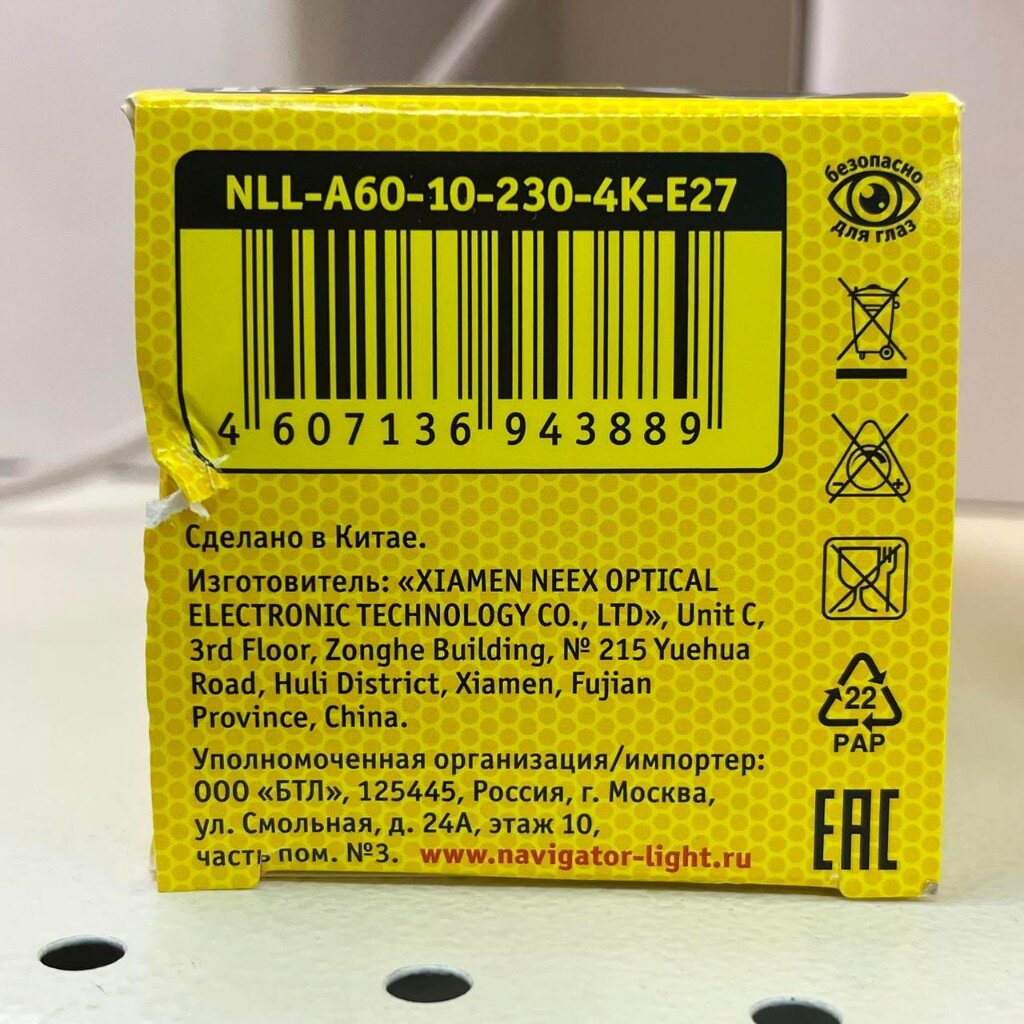 NLL-A60-10-230-4K-E27
4 607136 943889
безопасно
для глаз
Сделано в Китае.
Изготовитель: «XIAMEN NEEX OPTICAL
ELECTRONIC TECHNOLOGY CO., LTD», Unit C,
3rd Floor, Zonghe Building, № 215 Yuehua
Road, Huli District, Xiamen, Fujian
Province, China.
Уполномоченная организация/импортер:
ООО «БТЛ», 125445, Россия, г. Москва,
ул. Смольная, д. 24А, этаж 10,
часть пом. №3. www.navigator-light.ru
22
PAP
EAC